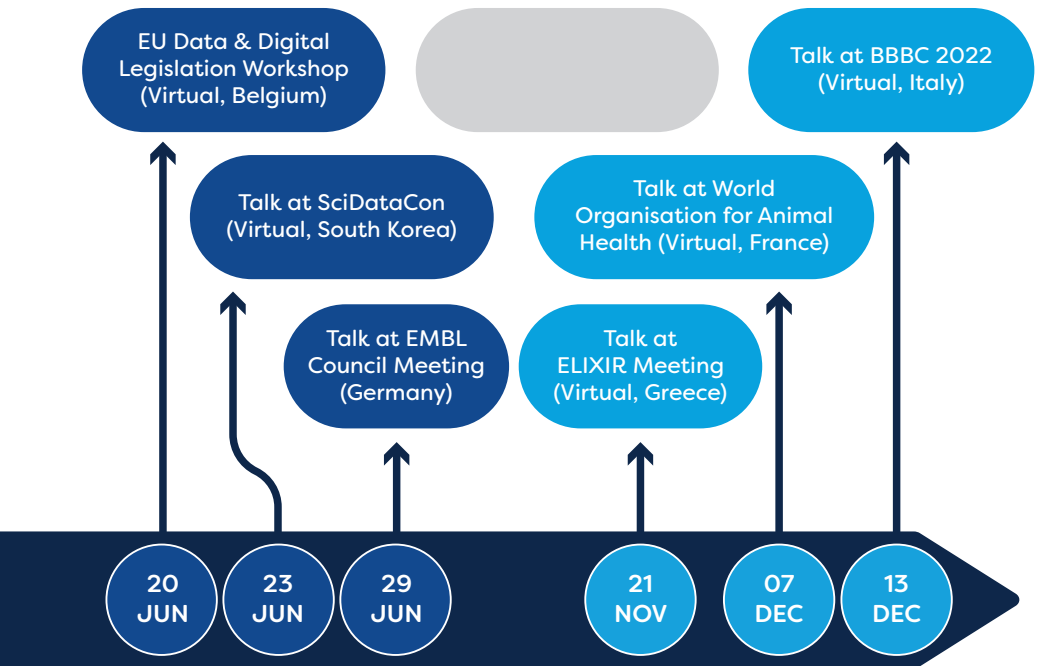 EU Data & Digital
Legislation Workshop
(Virtual, Belgium)
Talk at BBBC 2022
(Virtual, Italy)
Talk at SciDataCon
(Virtual, South Korea)
Talk at World
Organisation for Animal
Health (Virtual, France)
Talk at EMBL
Council Meeting
(Germany)
Talk at
ELIXIR Meeting
(Virtual, Greece)
20
JUN
23
JUN
29
JUN
21
NOV
07
DEC
13
DEC